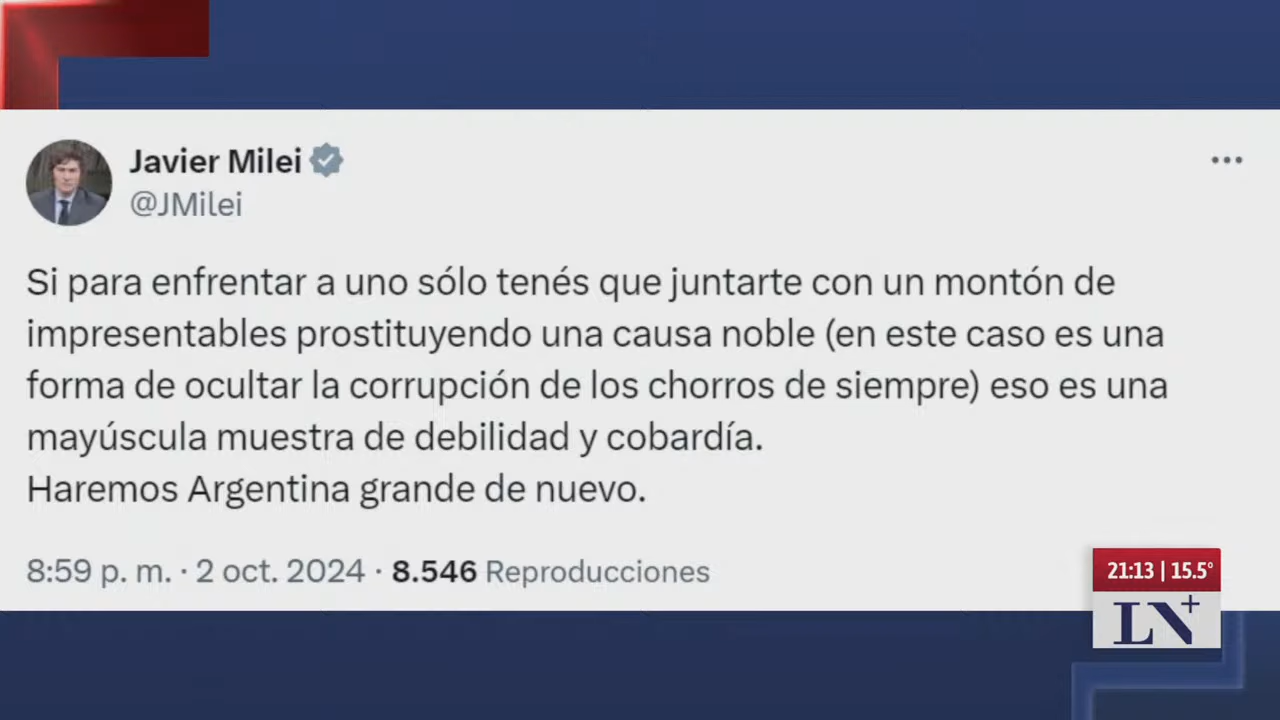 Javier Milei
@JMilei
Si para enfrentar a uno sólo tenés que juntarte con un montón de
impresentables prostituyendo una causa noble (en este caso es una
forma de ocultar la corrupción de los chorros de siempre) eso es una
mayúscula muestra de debilidad y cobardía.
Haremos Argentina grande de nuevo.
8:59 p. m. · 2 oct. 2024 · 8.546 Reproducciones
21:13 | 15.5°
LN+